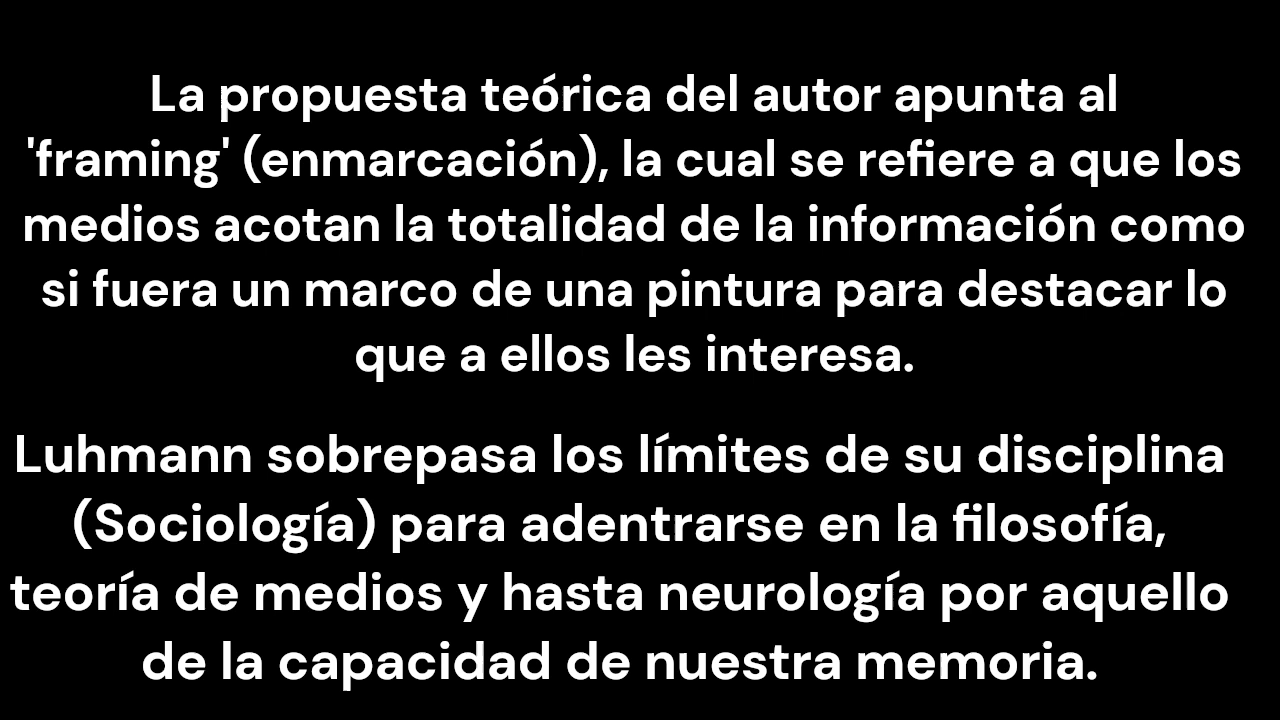 La propuesta teórica del autor apunta al
'framing' (enmarcación), la cual se refiere a que los
medios acotan la totalidad de la información como
si fuera un marco de una pintura para destacar lo
que a ellos les interesa.
Luhmann sobrepasa los límites de su disciplina
(Sociología) para adentrarse en la filosofía,
teoría de medios y hasta neurología por aquello
de la capacidad de nuestra memoria.